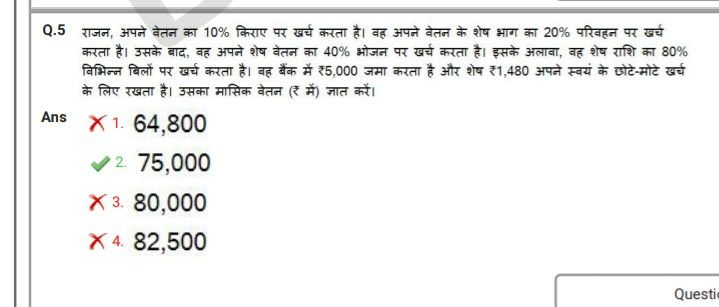 Q.5 राजन, अपने वेतन का 10% किराए पर खर्च करता है। वह अपने वेतन के शेष भाग का 20% परिवहन पर खर्च
करता है। उसके बाद, वह अपने शेष वेतन का 40% भोजन पर खर्च करता है। इसके अलावा, वह शेष राशि का 80%
विभिन्न बिलों पर खर्च करता है। वह बैंक में ₹5,000 जमा करता है और शेष ₹1,480 अपने स्वयं के छोटे-मोटे खर्च
के लिए रखता है। उसका मासिक वेतन (₹ में) ज्ञात करें।
Ans 1. 64,800
2. 75,000
3. 80,000
4. 82,500